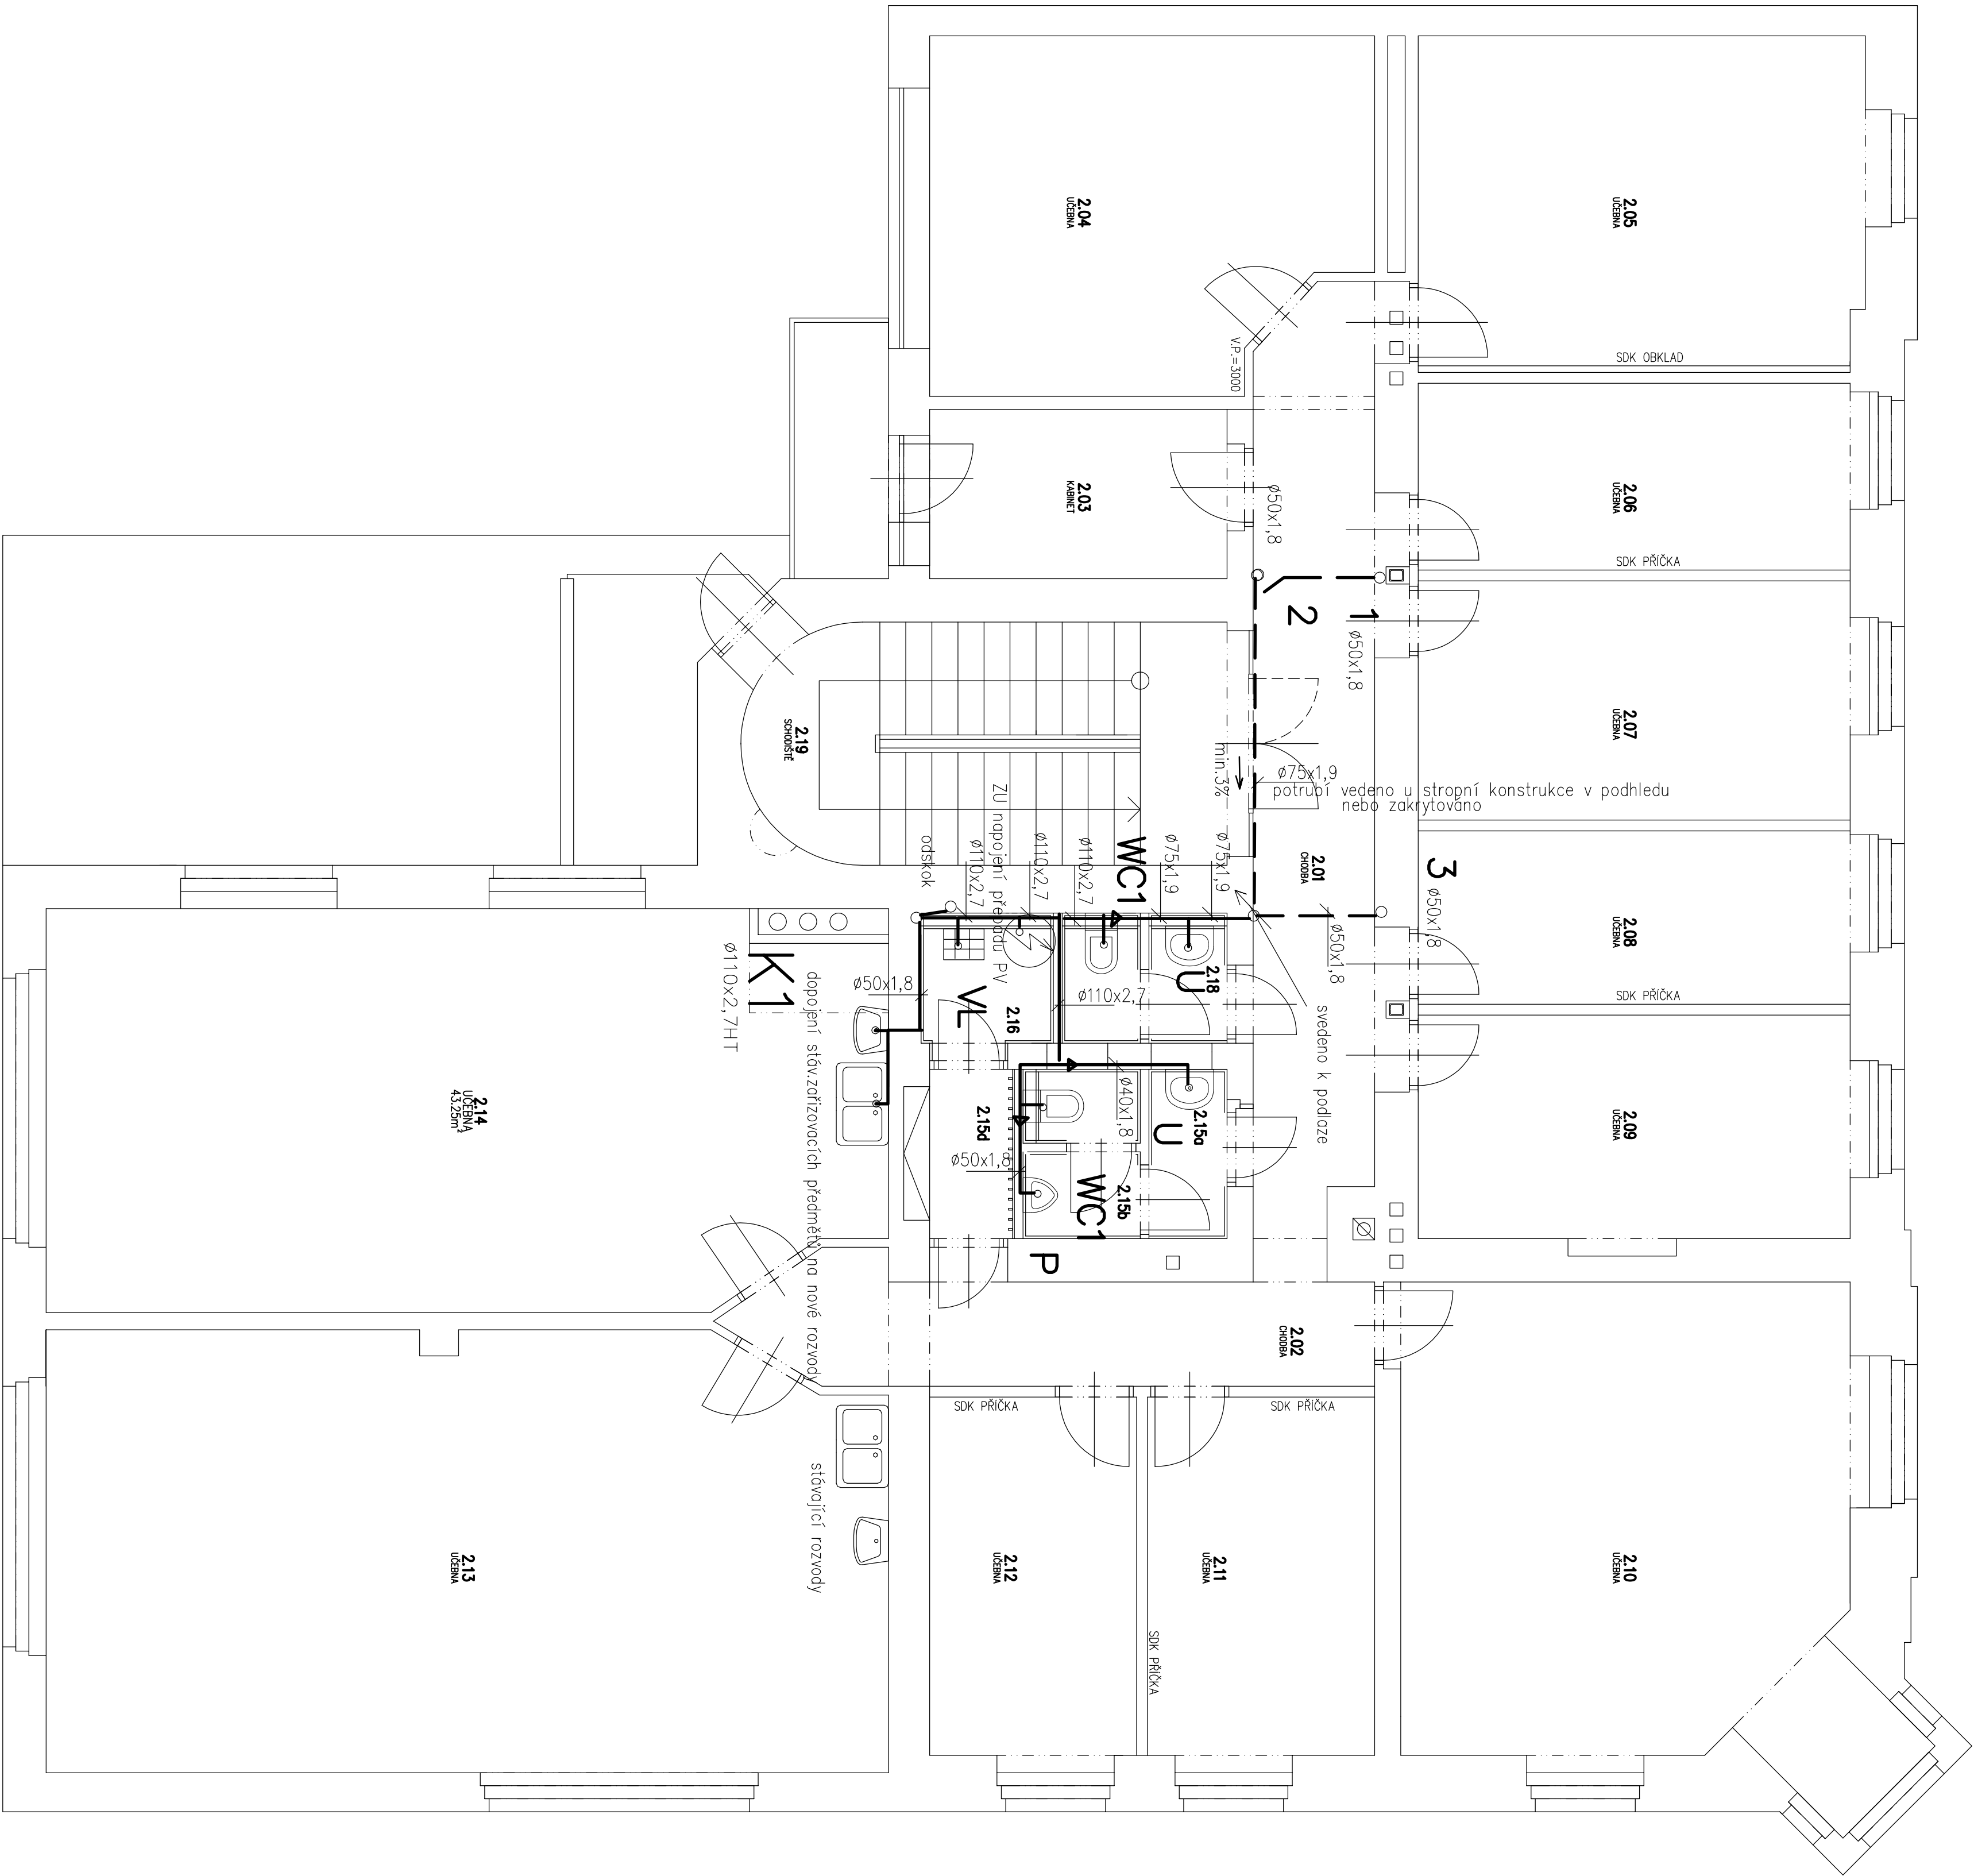 2.04
UČEBNA
2.05
UČEBNA
V.P.=3000
SDK OBKLAD
2.03
KABINET
Ø50x1,8
2.06
UČEBNA
SDK PŘÍČKA
1
2
Ø50x1,8
2.07
UČEBNA
2.19
SCHODIŠTĚ
min.3%
Ø75x1,9
potrubí vedeno u stropní konstrukce v podhledu
nebo zakrytováno
2.01
CHODBA
3
Ø50x1,8
Ø50x1,8
2.08
UČEBNA
SDK PŘÍČKA
odskok
Ø110x2,7
ZU napojení přepadu PV
Ø110x2,7
Ø110x2,7
WC1
Ø75x1,9
Ø75x1,9
2.18
U
K1
Ø110x2,7HT
Ø50x1,8
VL
2.16
Ø110x2,7
svedeno k podlaze
dopojení stáv.zařizovacích předmětů na nové rozvody
2.14
UČEBNA
43.25m²
2.15d
Ø40x1,8
2.15a
U
Ø50x1,8
2.15b
WC1
P
2.09
UČEBNA
2.02
CHODBA
SDK PŘÍČKA
SDK PŘÍČKA
stávající rozvody
2.13
UČEBNA
2.12
UČEBNA
2.11
UČEBNA
2.10
UČEBNA
SDK PŘÍČKA